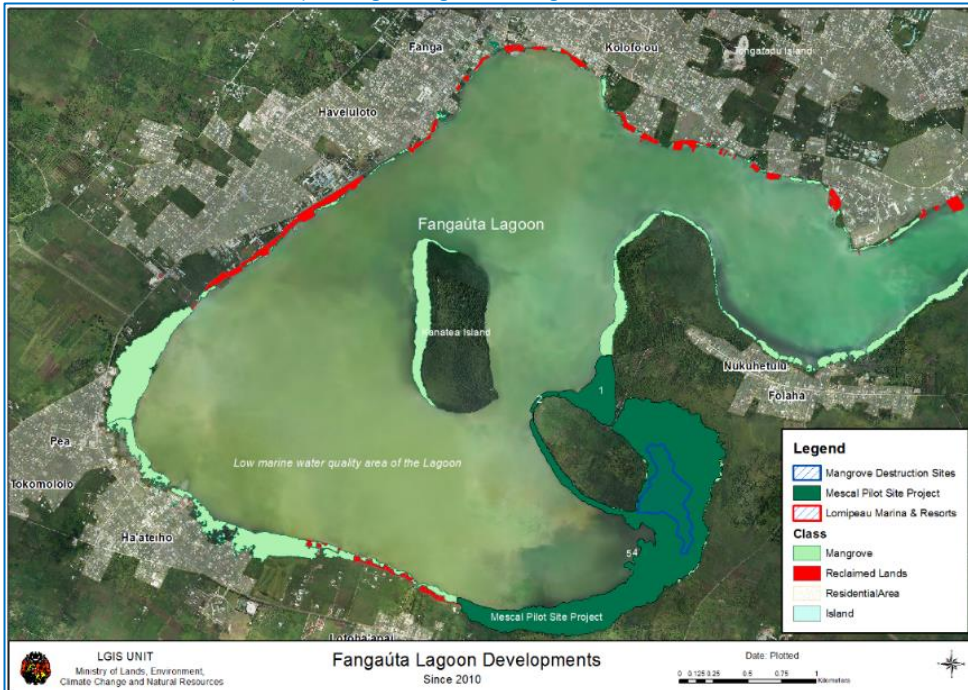 Fanga
Kolofo'ou
Tongatapu Island
Haveluloto
Fangaúta Lagoon
Kanatea Island
Nukuhetulu
Folaha
1
2
Pea
Tokomololo
Low marine water quality area of the Lagoon
Ha'ateiho
54
Mescal Pilot Site Project
Legend
Mangrove Destruction Sites
Mescal Pilot Site Project
Lomipeau Marina & Resorts
Class
Mangrove
Reclaimed Lands
ResidentialArea
Island
LGIS UNIT
Ministry of Lands, Environment,
Climate Change and Natural Resources
Fangaúta Lagoon Developments
Since 2010
Date: Plotted
0 0.125 0.25 0.5 0.75 1
Kilometers